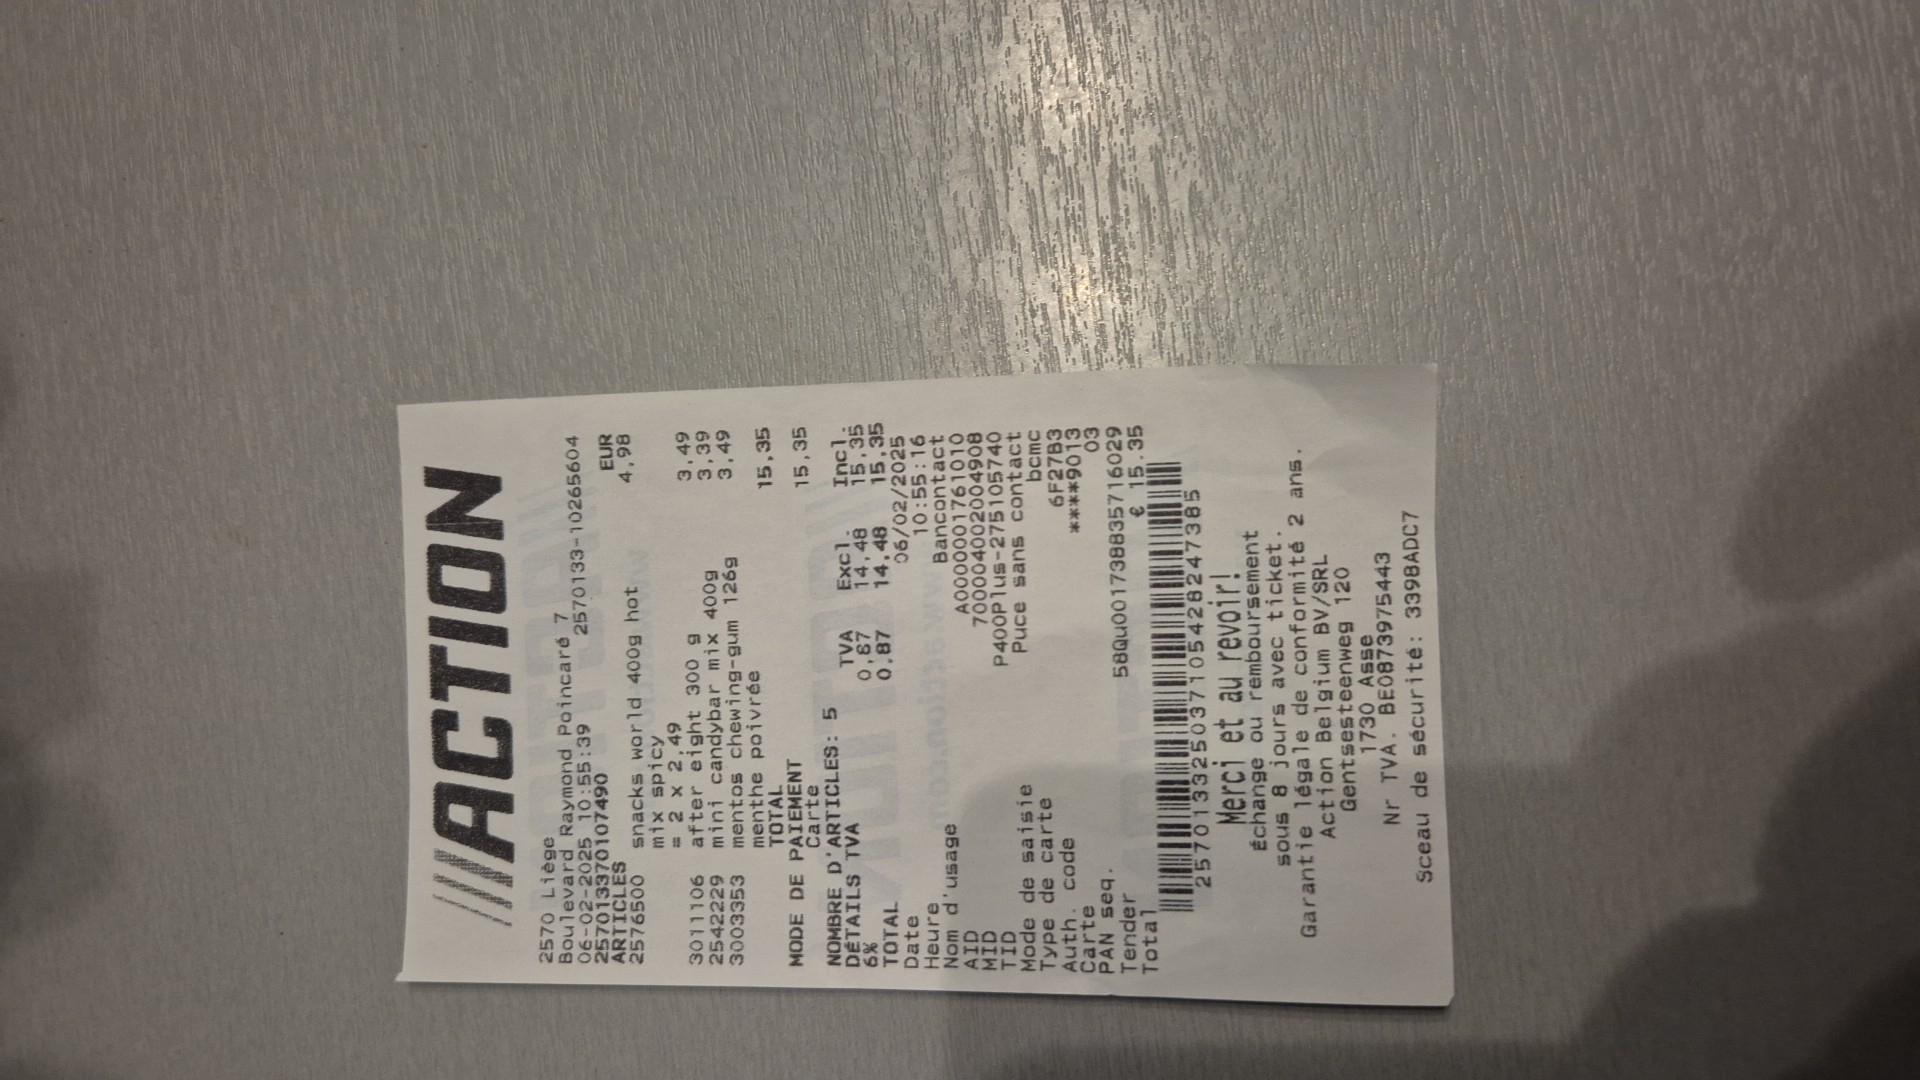 ///ACTION
2570 Liège
Boulevard Raymond Poincaré 7
06-02-2025 10:55:39 2570133-10265604
257013370107490
ARTICLES EUR
2576500 snacks world 400g hot 4,98
mix spicy
= 2 x 2,49
3011106 after eight 300 g 3,49
2542229 mini candybar mix 400g 3,39
3003353 mentos chewing-gum 126g 3,49
menthe poivrée
TOTAL 15,35
MODE DE PAIEMENT
Carte 15,35
NOMBRE D'ARTICLES: 5
DÉTAILS TVA TVA Excl. Incl.
6% 0,87 14,48 15,35
TOTAL 0,87 14,48 15,35
Date 06/02/2025
Heure 10:55:16
Nom d'usage Bancontact
AID A0000001761010
MID 700004002004908
TID P400Plus-275105740
Mode de saisie Puce sans contact
Type de carte bcmc
Auth. code 6F27B3
Carte ****9013
PAN seq. 03
Tender 58Qu001738835716029
Total € 15.35
257013325037105428247385
Merci et au revoir!
Échange ou remboursement
sous 8 jours avec ticket.
Garantie légale de conformité 2 ans.
Action Belgium BV/SRL
Gentsesteenweg 120
1730 Asse
Nr TVA. BE0873975443
Sceau de sécurité: 3398ADC7